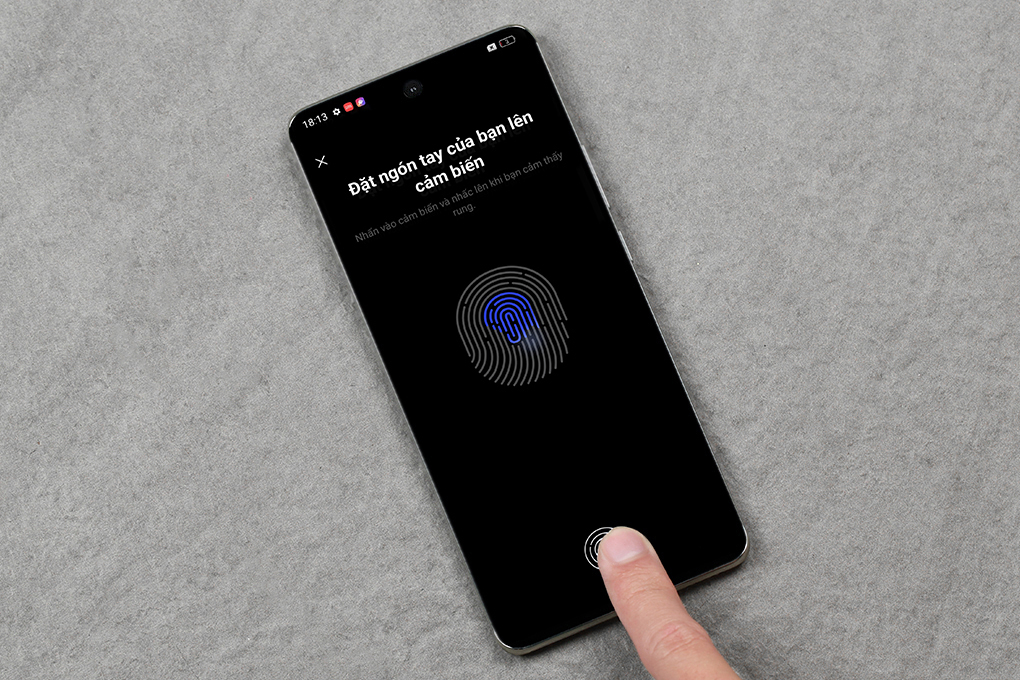 18:13
Đặt ngón tay của bạn lên
cảm biến
Nhấn vào cảm biến và nhấc lên khi bạn cảm thấy
rung.